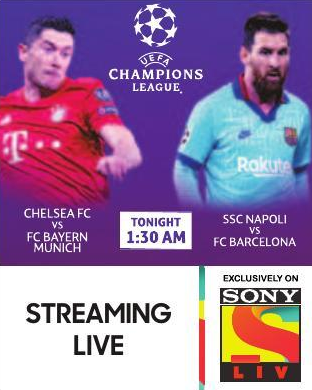 UEFA
CHAMPIONS
LEAGUE
T
Rakuten
CHELSEA FC
VS
FC BAYERN
MUNICH
TONIGHT
1:30 AM
SSC NAPOLI
VS
FC BARCELONA
STREAMING
LIVE
EXCLUSIVELY ON
SONY
LIV